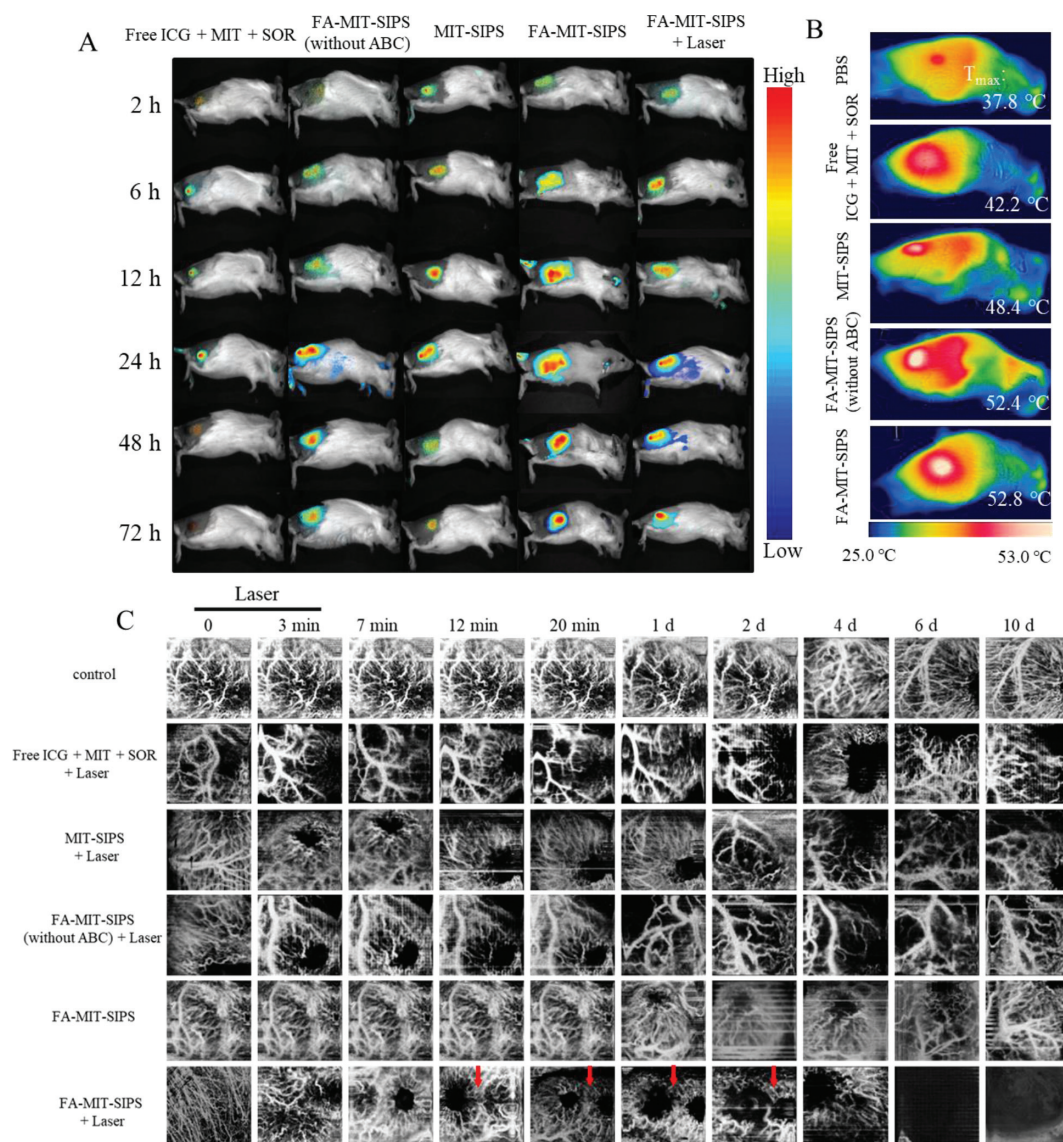 A
Free ICG + MIT + SOR
FA-MIT-SIPS
(without ABC)
MIT-SIPS
FA-MIT-SIPS
FA-MIT-SIPS
+ Laser
2 h
6 h
12 h
24 h
48 h
72 h
High
Low
B
PBS
Tmax:
37.8 °C
Free
ICG + MIT + SOR
42.2 °C
MIT-SIPS
48.4 °C
FA-MIT-SIPS
(without ABC)
52.4 °C
FA-MIT-SIPS
52.8 °C
25.0 °C
53.0 °C
C
Laser
0
3 min
7 min
12 min
20 min
1 d
2 d
4 d
6 d
10 d
control
Free ICG + MIT + SOR
+ Laser
MIT-SIPS
+ Laser
FA-MIT-SIPS
(without ABC) + Laser
FA-MIT-SIPS
FA-MIT-SIPS
+ Laser